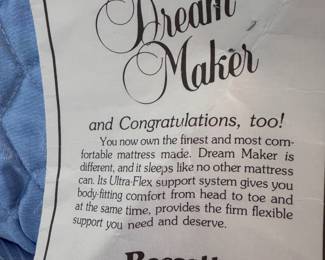 Dream
Maker
and Congratulations, too!
You now own the finest and most com-
fortable mattress made. Dream Maker is
different, and it sleeps like no other mattress
can. Its Ultra-Flex support system gives you
body-fitting comfort from head to toe and
at the same time, provides the firm flexible
support you need and deserve.